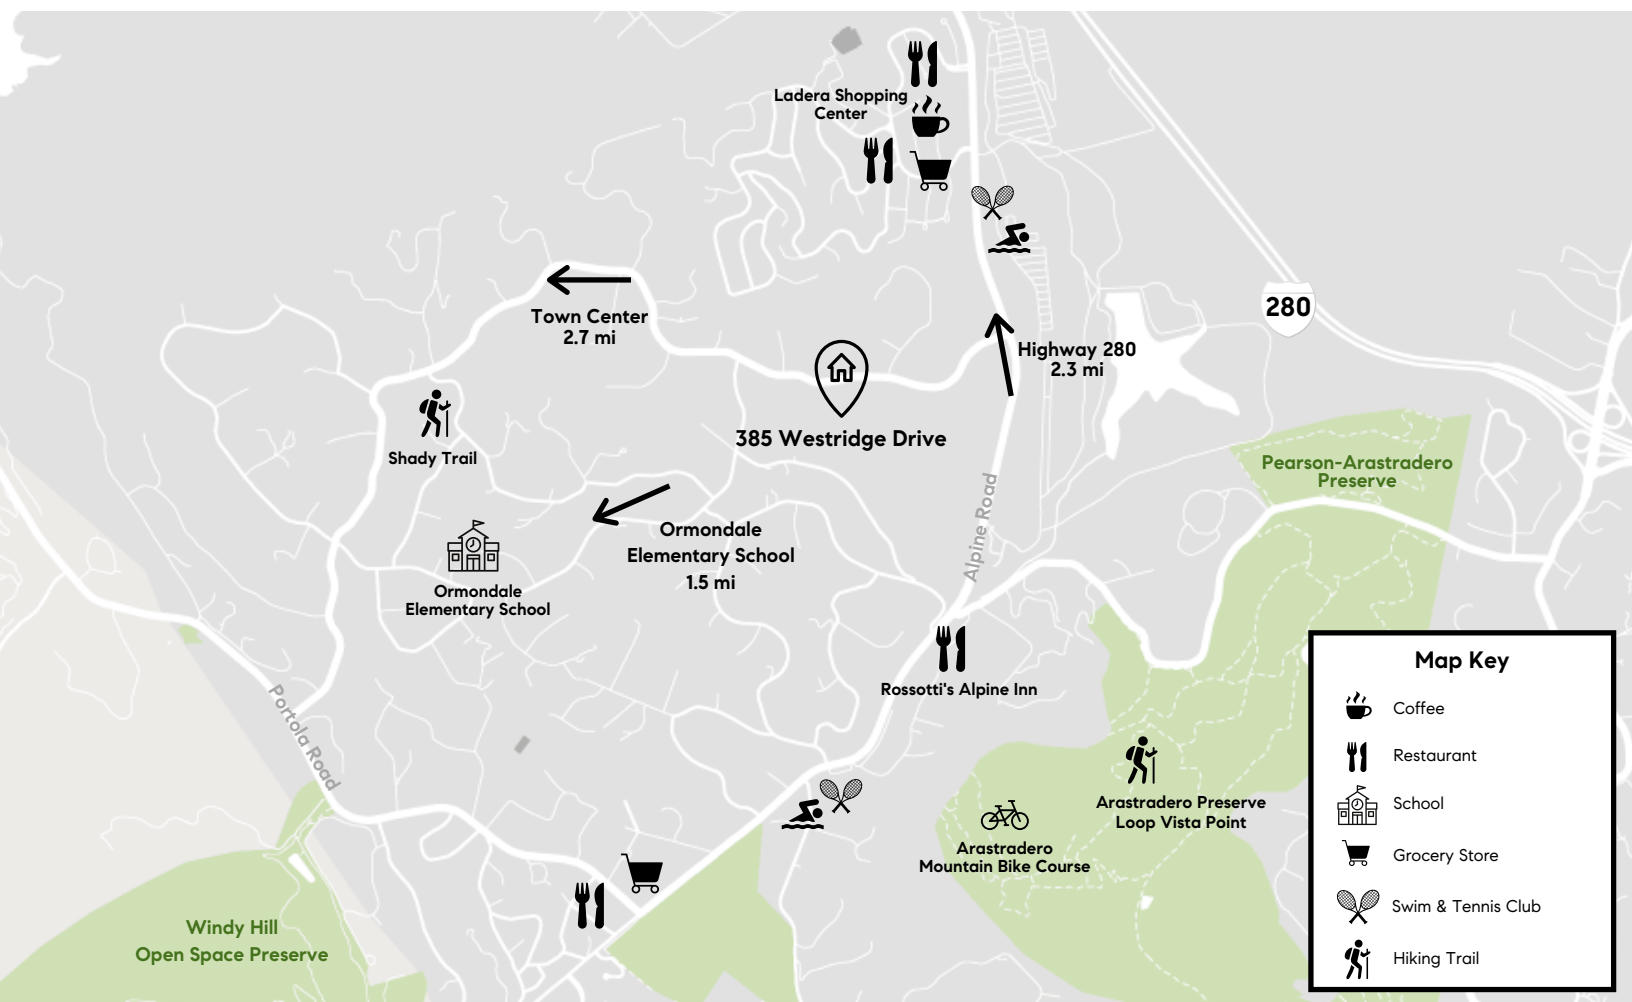 Ladera Shopping
Center
280
Town Center
2.7 mi
Highway 280
2.3 mi
385 Westridge Drive
Shady Trail
Pearson-Arastradero
Preserve
Alpine Road
Ormondale
Elementary School
1.5 mi
Ormondale
Elementary School
Rossotti's Alpine Inn
Portola Road
Arastradero Preserve
Loop Vista Point
Arastradero
Mountain Bike Course
Windy Hill
Open Space Preserve
Map Key
Coffee
Restaurant
School
Grocery Store
Swim & Tennis Club
Hiking Trail